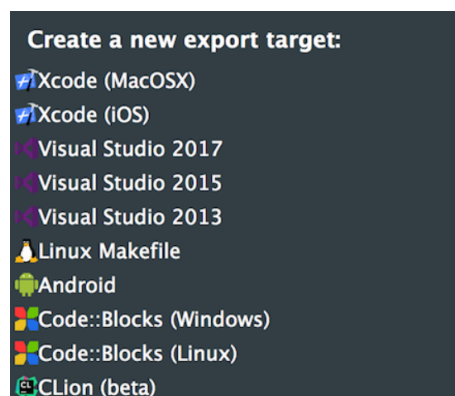 Create a new export target:
Xcode (MacOSX)
Xcode (iOS)
Visual Studio 2017
Visual Studio 2015
Visual Studio 2013
Linux Makefile
Android
Code::Blocks (Windows)
Code::Blocks (Linux)
CLion (beta)